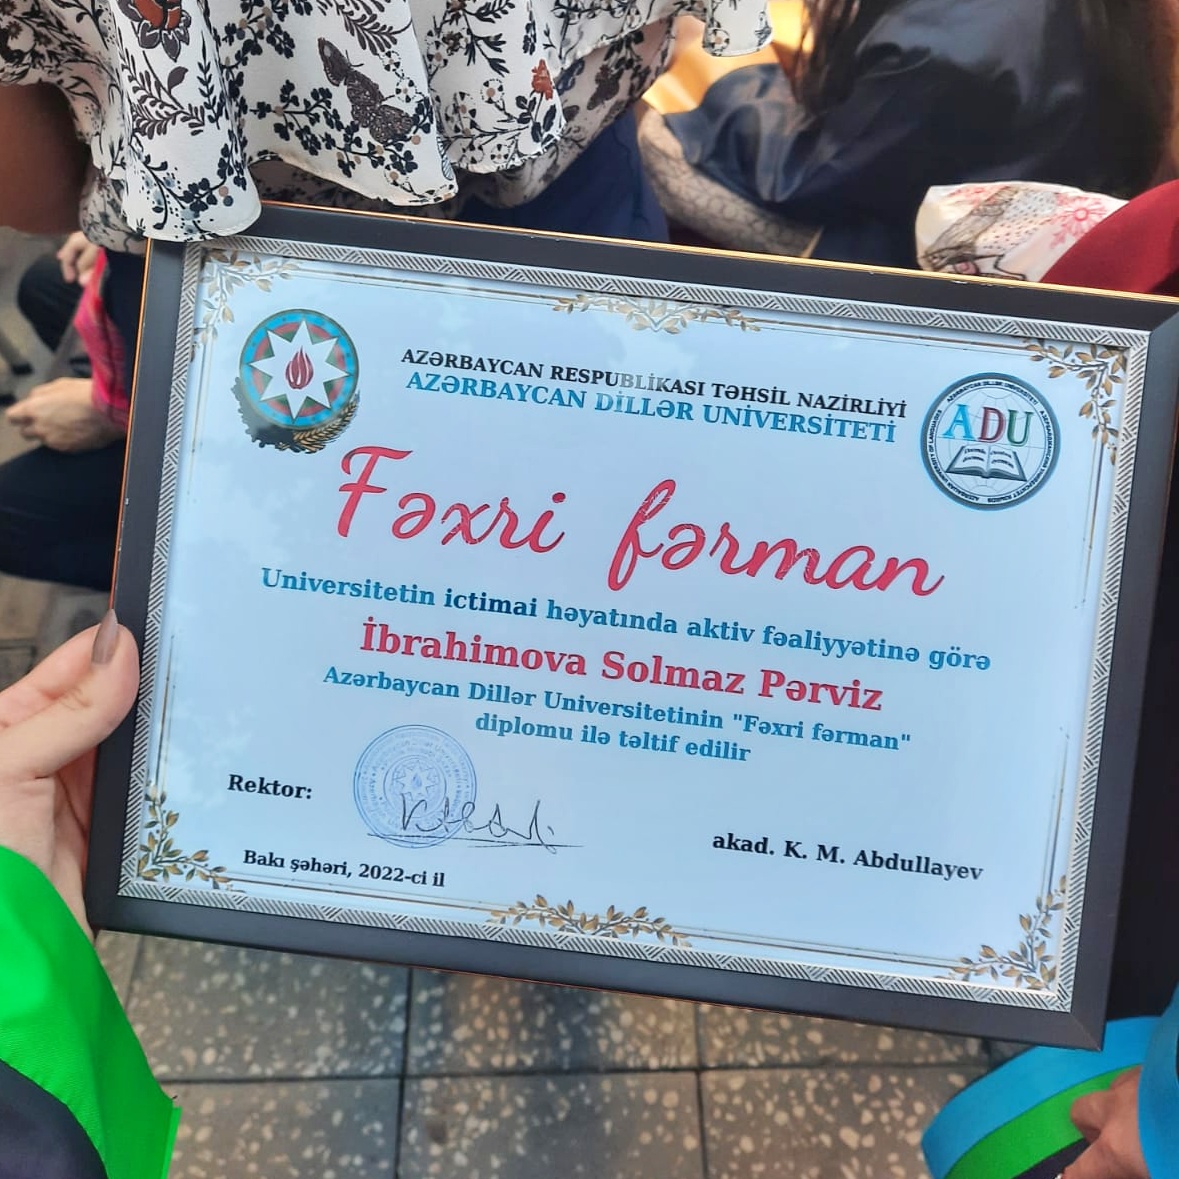 AZƏRBAYCAN RESPUBLİKASI TƏHSİL NAZİRLİYİ
AZƏRBAYCAN DİLLƏR UNİVERSİTETİ
ADU
Fəxri fərman
Universitetin ictimai həyatında aktiv fəaliyyətinə görə
İbrahimova Solmaz Pərviz
Azərbaycan Dillər Universitetinin "Fəxri fərman"
diplomu ilə təltif edilir
Rektor:
akad. K. M. Abdullayev
Bakı şəhəri, 2022-ci il